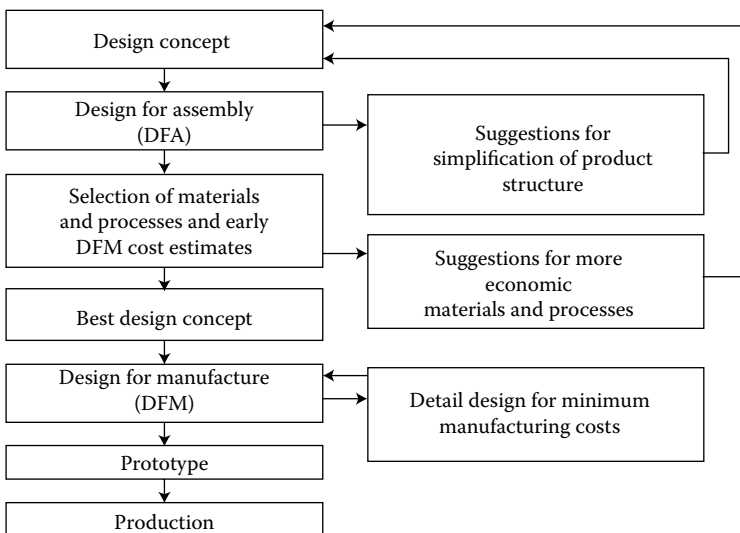 Design concept
Design for assembly
(DFA)
Suggestions for
simplification of product
structure
Selection of materials
and processes and early
DFM cost estimates
Suggestions for more
economic
materials and processes
Best design concept
Design for manufacture
(DFM)
Detail design for minimum
manufacturing costs
Prototype
Production